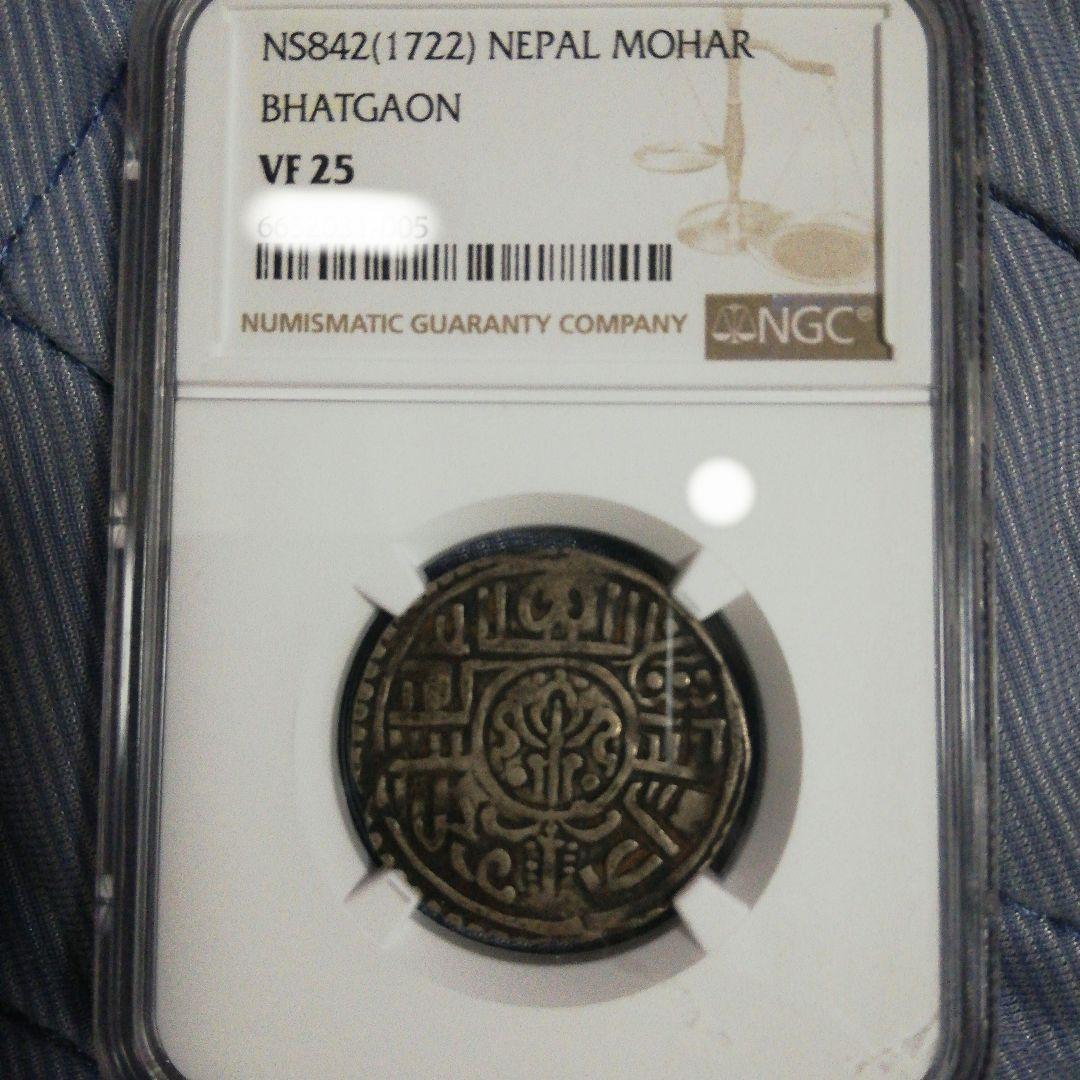 NS842(1722) NEPAL MOHAR
BHATGAON
VF 25
NUMISMATIC GUARANTY COMPANY
NGC®